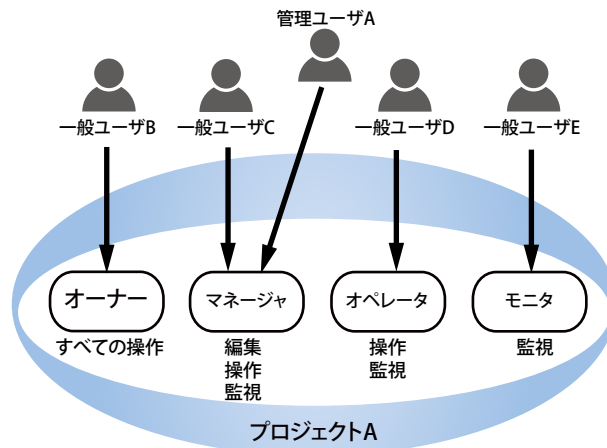 管理ユーザA
一般ユーザB
一般ユーザC
一般ユーザD
一般ユーザE
オーナー
マネージャ
オペレータ
モニタ
すべての操作
編集
操作
監視
操作
監視
監視
プロジェクトA